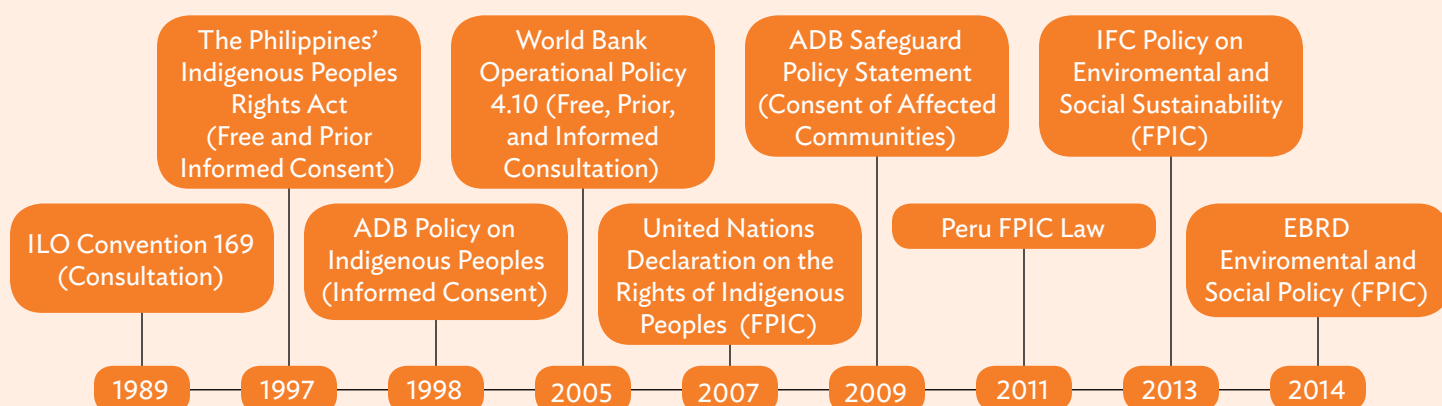 The Philippines’
Indigenous Peoples
Rights Act
(Free and Prior
Informed Consent)
World Bank
Operational Policy
4.10 (Free, Prior,
and Informed
Consultation)
ADB Safeguard
Policy Statement
(Consent of Affected
Communities)
IFC Policy on
Enviromental and
Social Sustainability
(FPIC)
ILO Convention 169
(Consultation)
ADB Policy on
Indigenous Peoples
(Informed Consent)
United Nations
Declaration on the
Rights of Indigenous
Peoples (FPIC)
Peru FPIC Law
EBRD
Enviromental and
Social Policy (FPIC)
1989
1997
1998
2005
2007
2009
2011
2013
2014